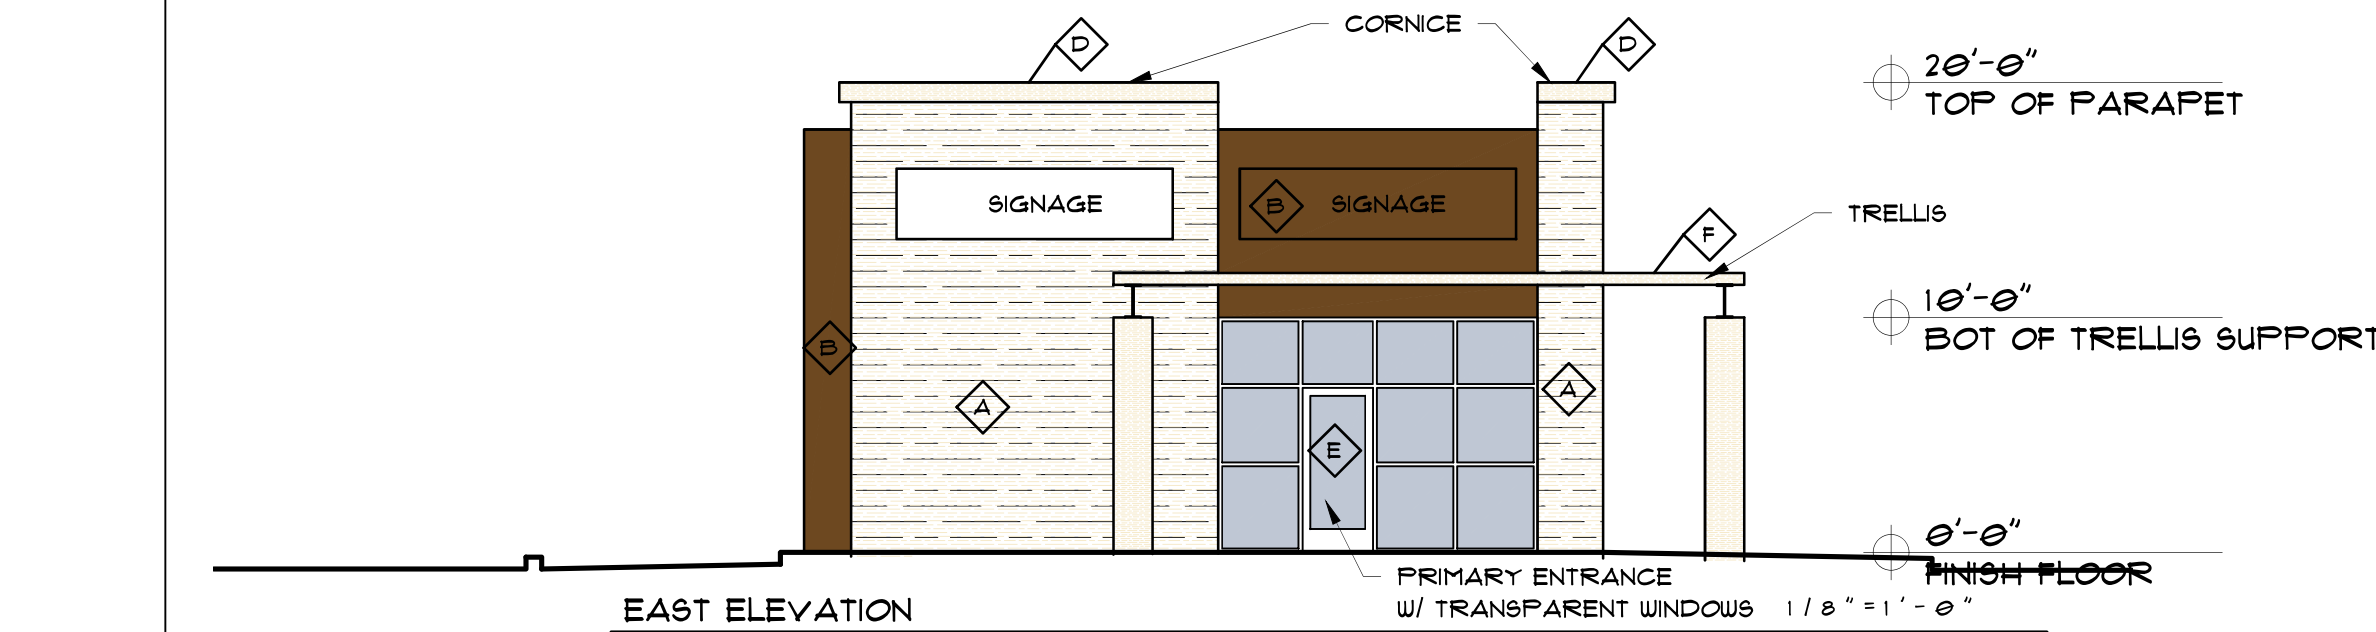 CORNICE
D
D
20'-0"
TOP OF PARAPET
SIGNAGE
B
SIGNAGE
F
TRELLIS
10'-0"
BOT OF TRELLIS SUPPORT
B
A
A
E
0'-0"
FINISH FLOOR
PRIMARY ENTRANCE
W/ TRANSPARENT WINDOWS
1/8"=1'-0"
EAST ELEVATION